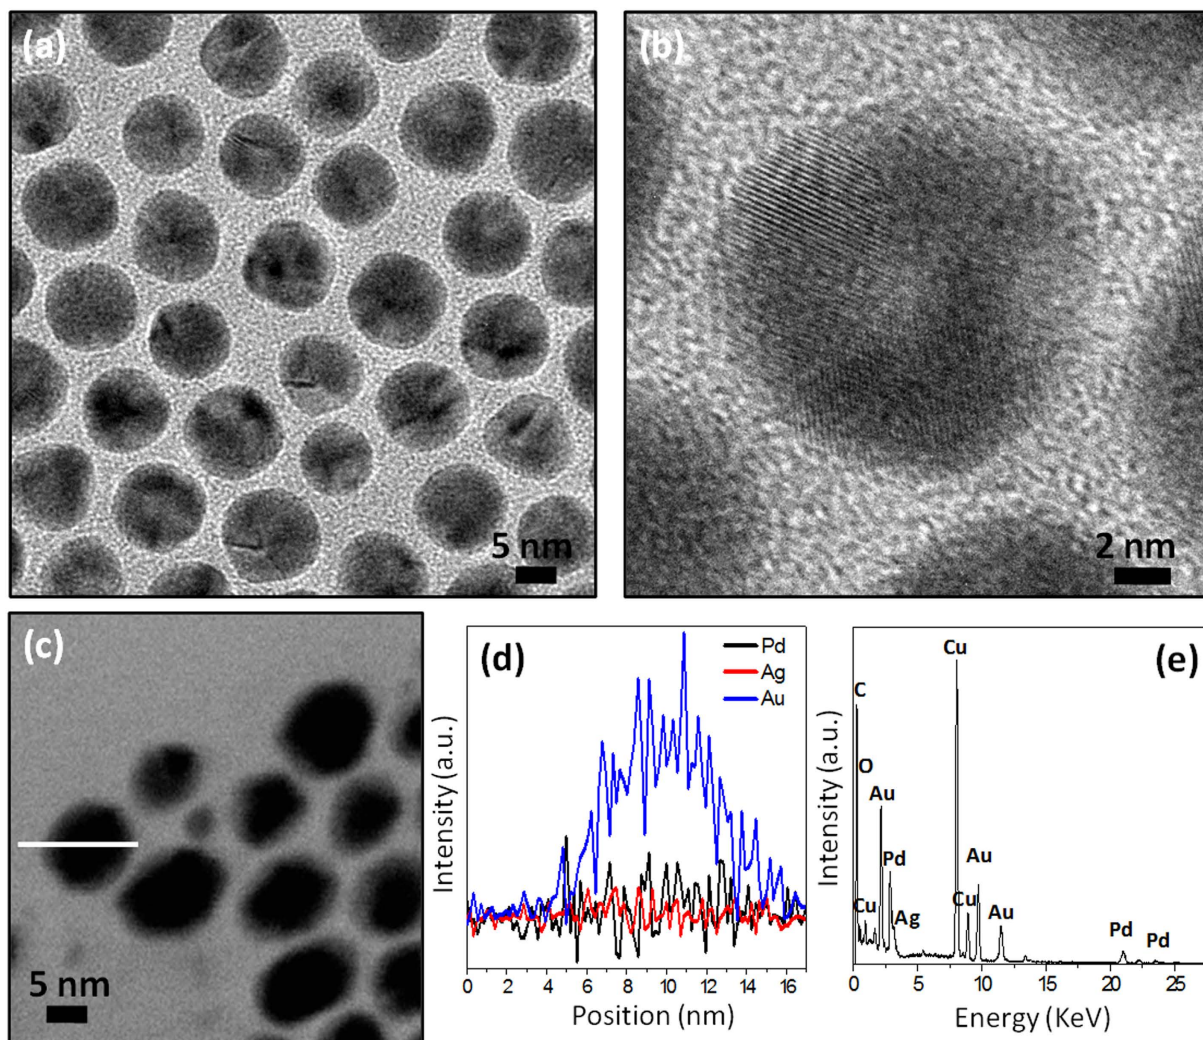 (a)
5 nm
(b)
2 nm
(c)
5 nm
(d)
Pd
Ag
Au
Intensity (a.u.)
0 2 4 6 8 10 12 14 16
Position (nm)
(e)
C
O
Cu
Au
Pd
Ag
Cu
Cu
Au
Au
Pd
Pd
Intensity (a.u.)
0 5 10 15 20 25
Energy (KeV)